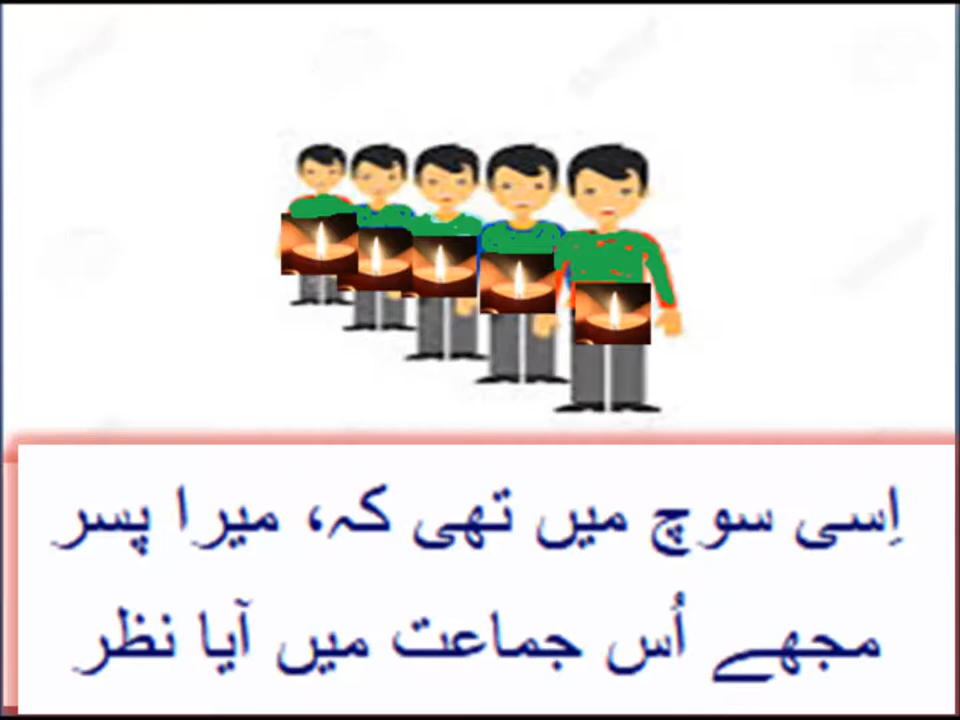 اِسی سوچ میں تھی کہ، میرا پسر
مجھے اُس جماعت میں آیا نظر